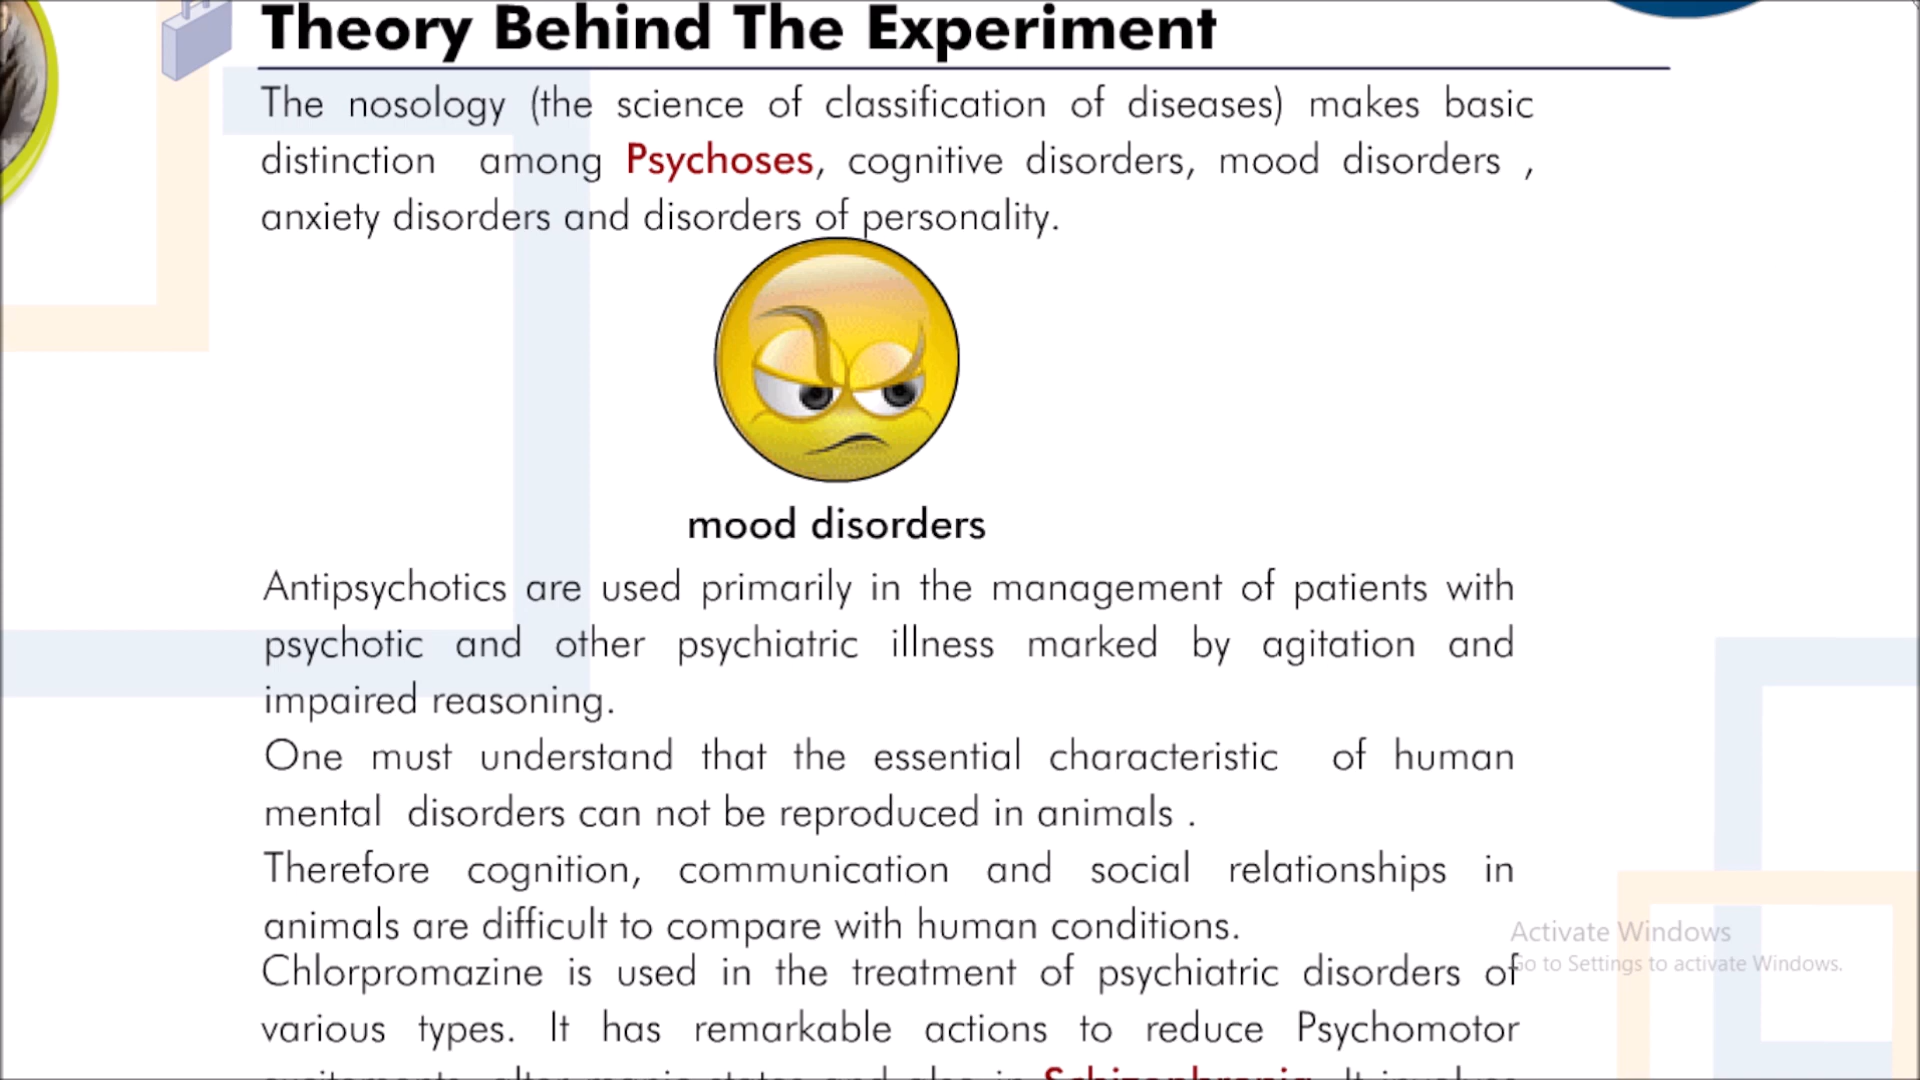 Theory Behind The Experiment
The nosology (the science of classification of diseases) makes basic
distinction among Psychoses, cognitive disorders, mood disorders ,
anxiety disorders and disorders of personality.
mood disorders
Antipsychotics are used primarily in the management of patients with
psychotic and other psychiatric illness marked by agitation and
impaired reasoning.
One must understand that the essential characteristic of human
mental disorders can not be reproduced in animals .
Therefore cognition, communication and social relationships in
animals are difficult to compare with human conditions.
Chlorpromazine is used in the treatment of psychiatric disorders of
various types. It has remarkable actions to reduce Psychomotor
Schizophrenia. It involves
Activate Windows
Go to Settings to activate Windows.